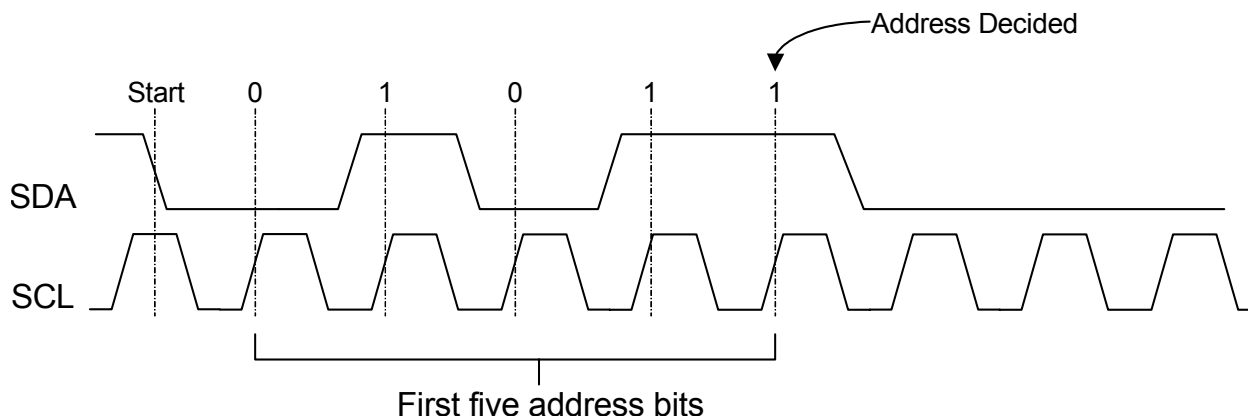 Address Decided
Start 0 1 0 1 1
SDA
SCL
First five address bits